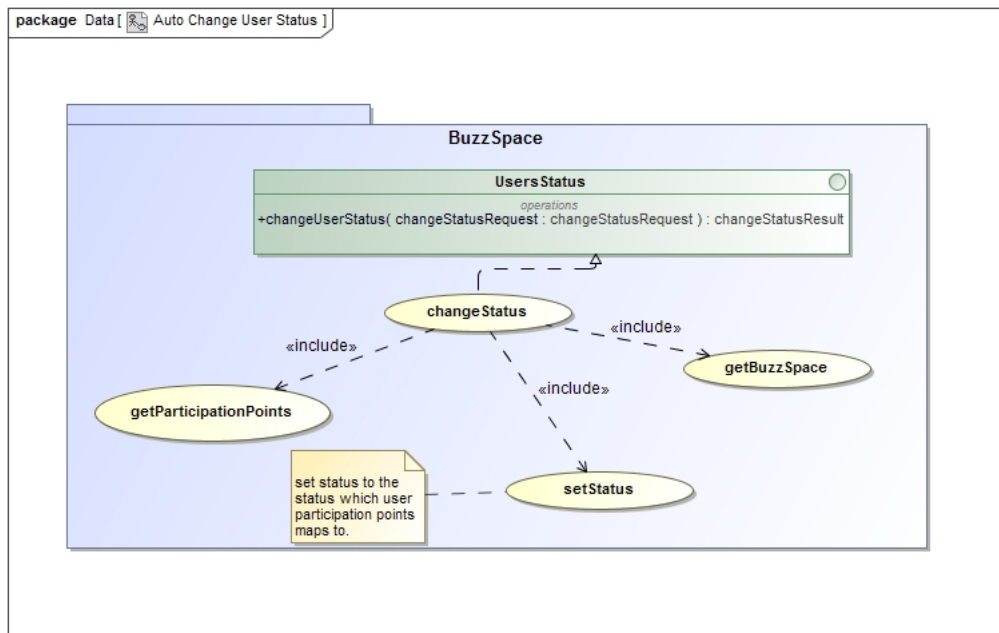 package Data [ Auto Change User Status ]
BuzzSpace
UsersStatus
operations
+changeUserStatus( changeStatusRequest : changeStatusRequest ) : changeStatusResult
changeStatus
«include»
«include»
getBuzzSpace
«include»
getParticipationPoints
set status to the
status which user
participation points
maps to.
setStatus